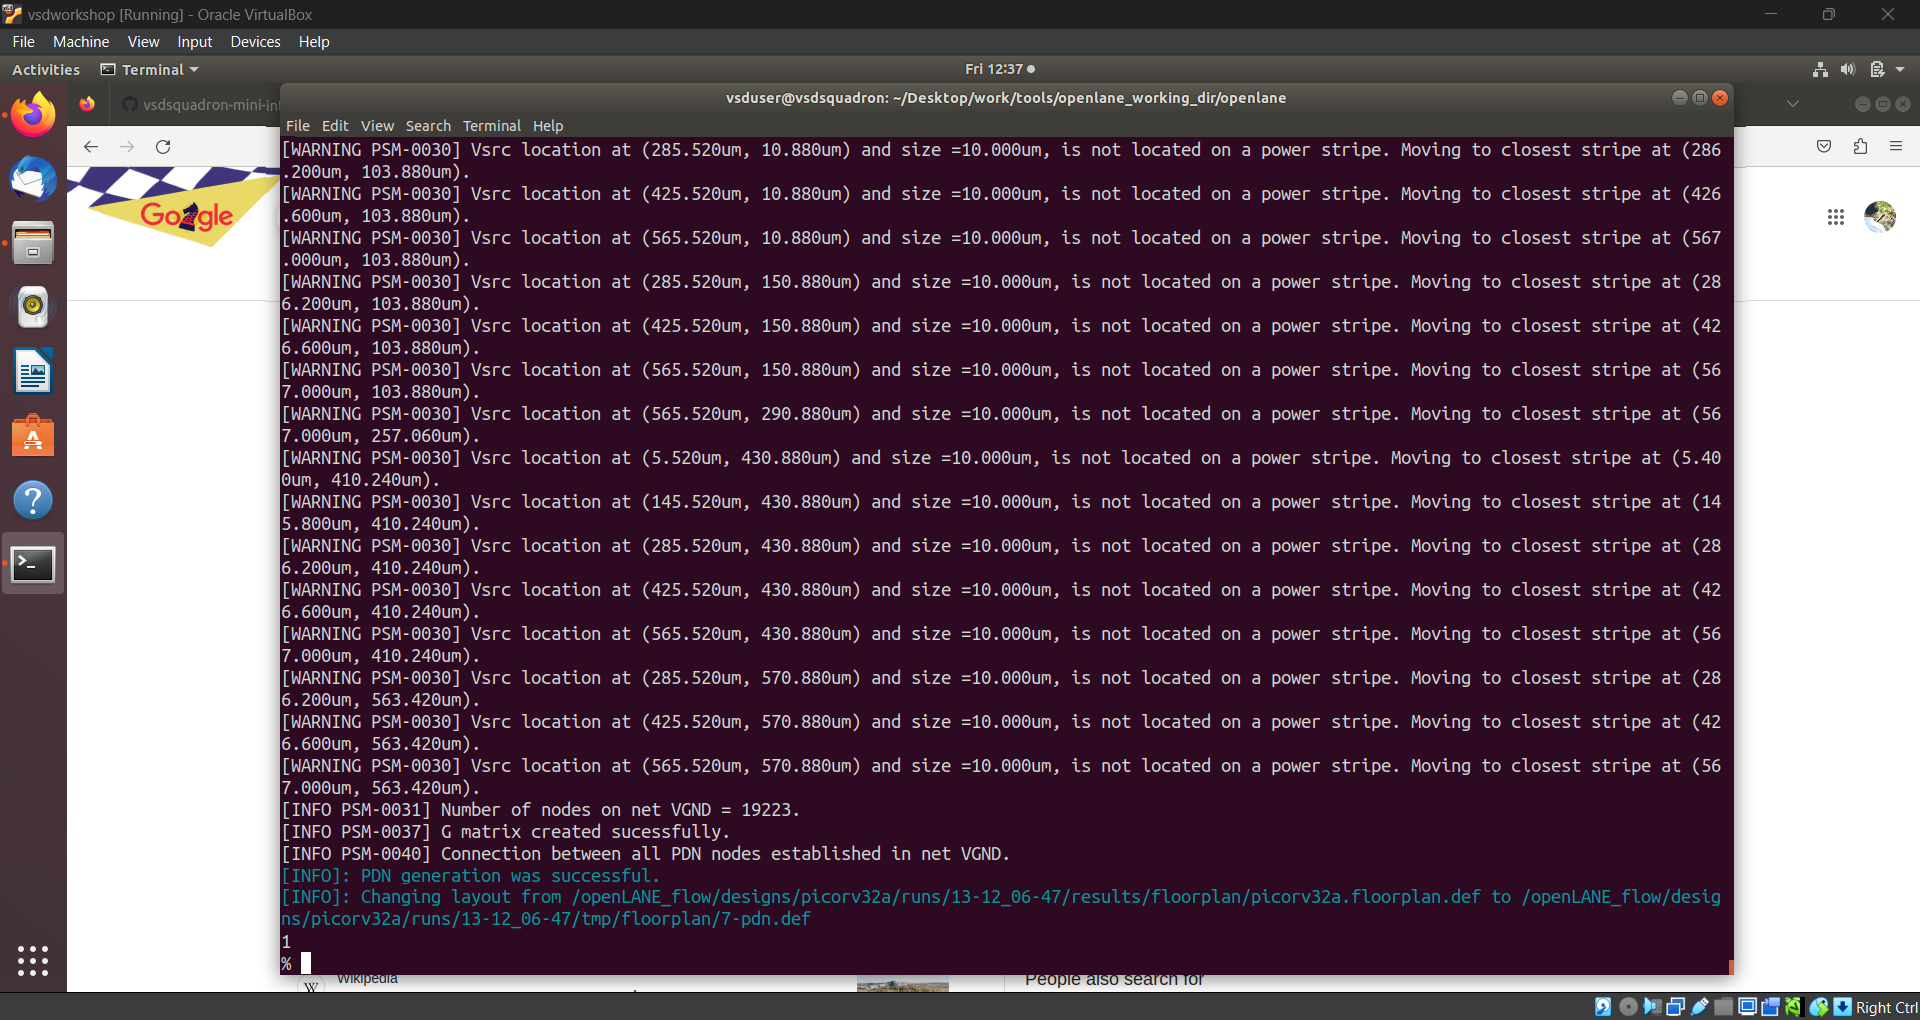 vsdworkshop [Running] - Oracle VirtualBox
File Machine View Input Devices Help
Activities Terminal Fri 12:37
vsdsquadron-mini-in
vsduser@vsdsquadron: ~/Desktop/work/tools/openlane_working_dir/openlane
File Edit View Search Terminal Help
Google
[WARNING PSM-0030] Vsrc location at (285.520um, 10.880um) and size =10.000um, is not located on a power stripe. Moving to closest stripe at (286
.200um, 103.880um).
[WARNING PSM-0030] Vsrc location at (425.520um, 10.880um) and size =10.000um, is not located on a power stripe. Moving to closest stripe at (426
.600um, 103.880um).
[WARNING PSM-0030] Vsrc location at (565.520um, 10.880um) and size =10.000um, is not located on a power stripe. Moving to closest stripe at (567
.000um, 103.880um).
[WARNING PSM-0030] Vsrc location at (285.520um, 150.880um) and size =10.000um, is not located on a power stripe. Moving to closest stripe at (28
6.200um, 103.880um).
[WARNING PSM-0030] Vsrc location at (425.520um, 150.880um) and size =10.000um, is not located on a power stripe. Moving to closest stripe at (42
6.600um, 103.880um).
[WARNING PSM-0030] Vsrc location at (565.520um, 150.880um) and size =10.000um, is not located on a power stripe. Moving to closest stripe at (56
7.000um, 103.880um).
[WARNING PSM-0030] Vsrc location at (565.520um, 290.880um) and size =10.000um, is not located on a power stripe. Moving to closest stripe at (56
7.000um, 257.060um).
[WARNING PSM-0030] Vsrc location at (5.520um, 430.880um) and size =10.000um, is not located on a power stripe. Moving to closest stripe at (5.40
0um, 410.240um).
[WARNING PSM-0030] Vsrc location at (145.520um, 430.880um) and size =10.000um, is not located on a power stripe. Moving to closest stripe at (14
5.800um, 410.240um).
[WARNING PSM-0030] Vsrc location at (285.520um, 430.880um) and size =10.000um, is not located on a power stripe. Moving to closest stripe at (28
6.200um, 410.240um).
[WARNING PSM-0030] Vsrc location at (425.520um, 430.880um) and size =10.000um, is not located on a power stripe. Moving to closest stripe at (42
6.600um, 410.240um).
[WARNING PSM-0030] Vsrc location at (565.520um, 430.880um) and size =10.000um, is not located on a power stripe. Moving to closest stripe at (56
7.000um, 410.240um).
[WARNING PSM-0030] Vsrc location at (285.520um, 570.880um) and size =10.000um, is not located on a power stripe. Moving to closest stripe at (28
6.200um, 563.420um).
[WARNING PSM-0030] Vsrc location at (425.520um, 570.880um) and size =10.000um, is not located on a power stripe. Moving to closest stripe at (42
6.600um, 563.420um).
[WARNING PSM-0030] Vsrc location at (565.520um, 570.880um) and size =10.000um, is not located on a power stripe. Moving to closest stripe at (56
7.000um, 563.420um).
[INFO PSM-0031] Number of nodes on net VGND = 19223.
[INFO PSM-0037] G matrix created sucessfully.
[INFO PSM-0040] Connection between all PDN nodes established in net VGND.
[INFO]: PDN generation was successful.
[INFO]: Changing layout from /openLANE_flow/designs/picorv32a/runs/13-12_06-47/results/floorplan/picorv32a.floorplan.def to /openLANE_flow/desig
ns/picorv32a/runs/13-12_06-47/tmp/floorplan/7-pdn.def
1
%
W Wikipedia
People also search for
Right Ctrl